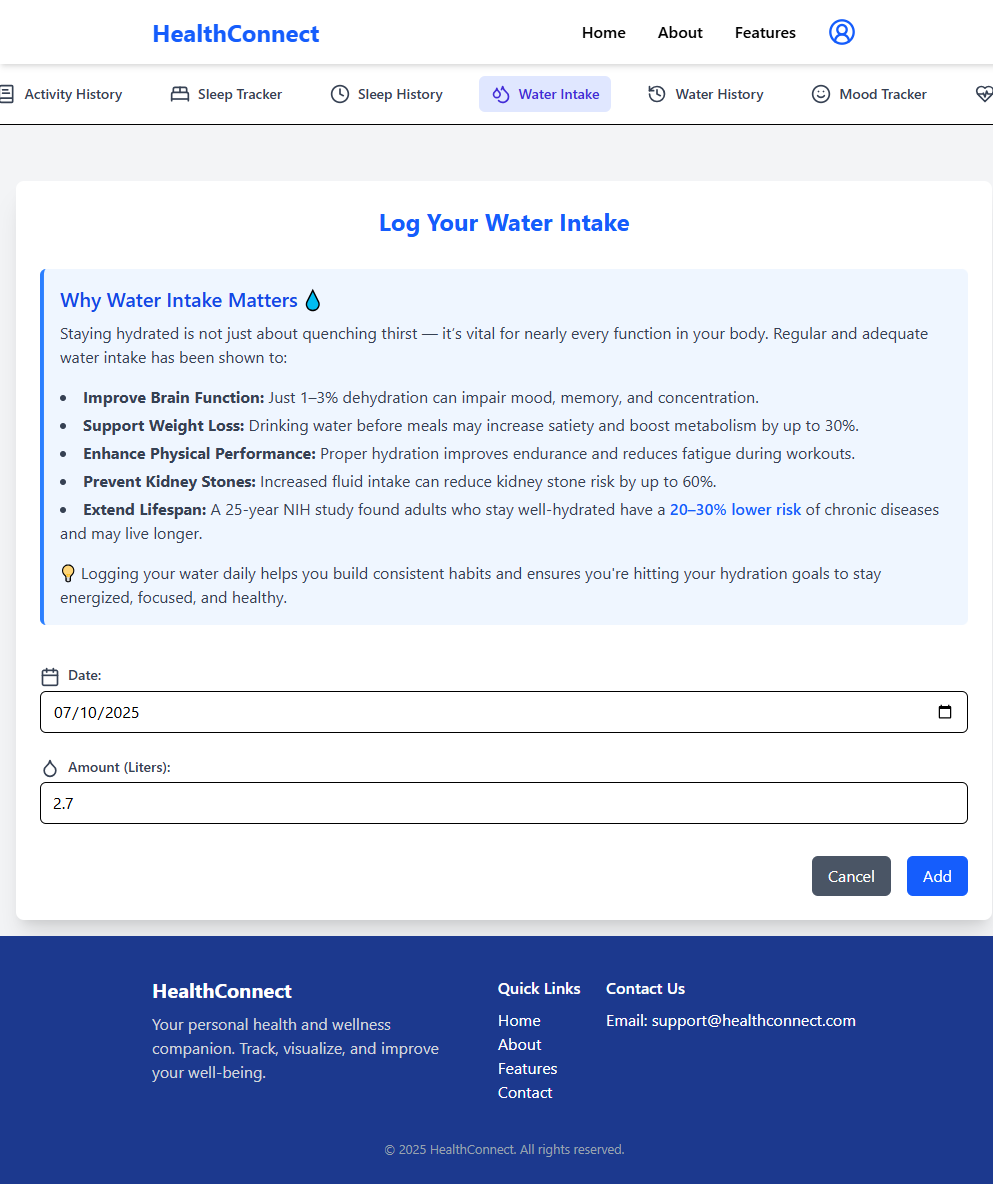 HealthConnect
Home About Features
Activity History Sleep Tracker Sleep History Water Intake Water History Mood Tracker
Log Your Water Intake
Why Water Intake Matters 💧
Staying hydrated is not just about quenching thirst — it’s vital for nearly every function in your body. Regular and adequate
water intake has been shown to:
• Improve Brain Function: Just 1–3% dehydration can impair mood, memory, and concentration.
• Support Weight Loss: Drinking water before meals may increase satiety and boost metabolism by up to 30%.
• Enhance Physical Performance: Proper hydration improves endurance and reduces fatigue during workouts.
• Prevent Kidney Stones: Increased fluid intake can reduce kidney stone risk by up to 60%.
• Extend Lifespan: A 25-year NIH study found adults who stay well-hydrated have a 20–30% lower risk of chronic diseases
and may live longer.
💡 Logging your water daily helps you build consistent habits and ensures you're hitting your hydration goals to stay
energized, focused, and healthy.
Date:
07/10/2025
Amount (Liters):
2.7
Cancel Add
HealthConnect
Your personal health and wellness
companion. Track, visualize, and improve
your well-being.
Quick Links
Home
About
Features
Contact
Contact Us
Email: support@healthconnect.com
© 2025 HealthConnect. All rights reserved.